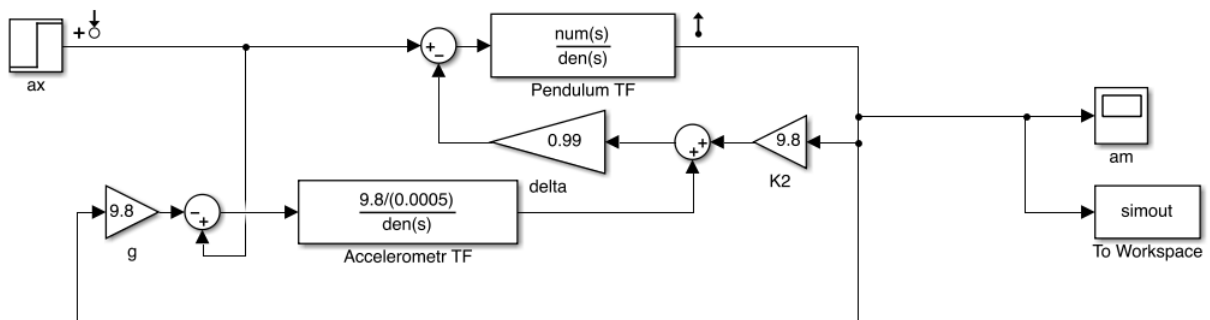 ax
+
+
−
num(s)
den(s)
Pendulum TF
0.99
delta
+
+
9.8
K2
am
simout
To Workspace
9.8
g
−
+
9.8/(0.0005)
den(s)
Accelerometr TF